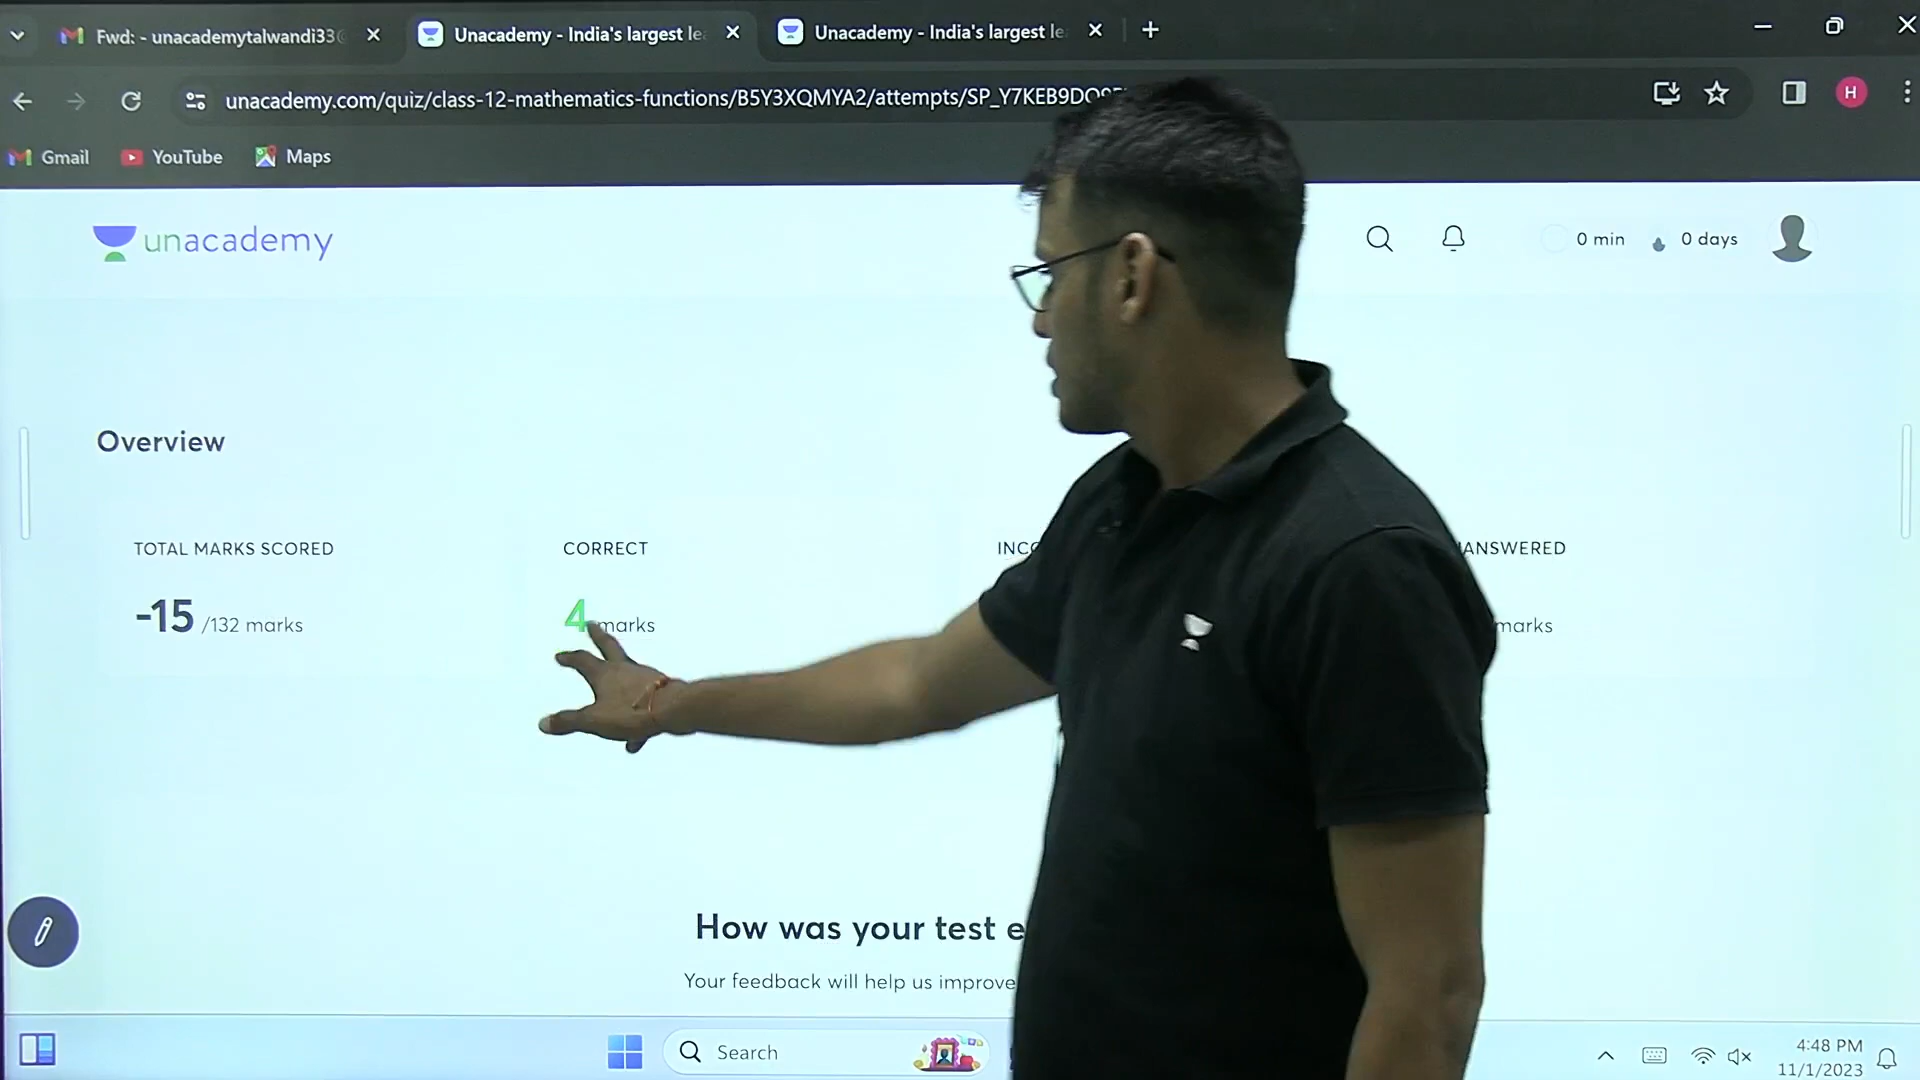 Fwd: - unacademytalwandi33@
Unacademy - India's largest le
Unacademy - India's largest le
unacademy.com/quiz/class-12-mathematics-functions/B5Y3XQMYA2/attempts/
H
Gmail
YouTube
Maps
unacademy
0 min
0 days
Overview
TOTAL MARKS SCORED
CORRECT
INCO
ANSWERED
-15 /132 marks
4 marks
marks
How was your test e
Your feedback will help us improve
Search
4:48 PM
11/1/2023